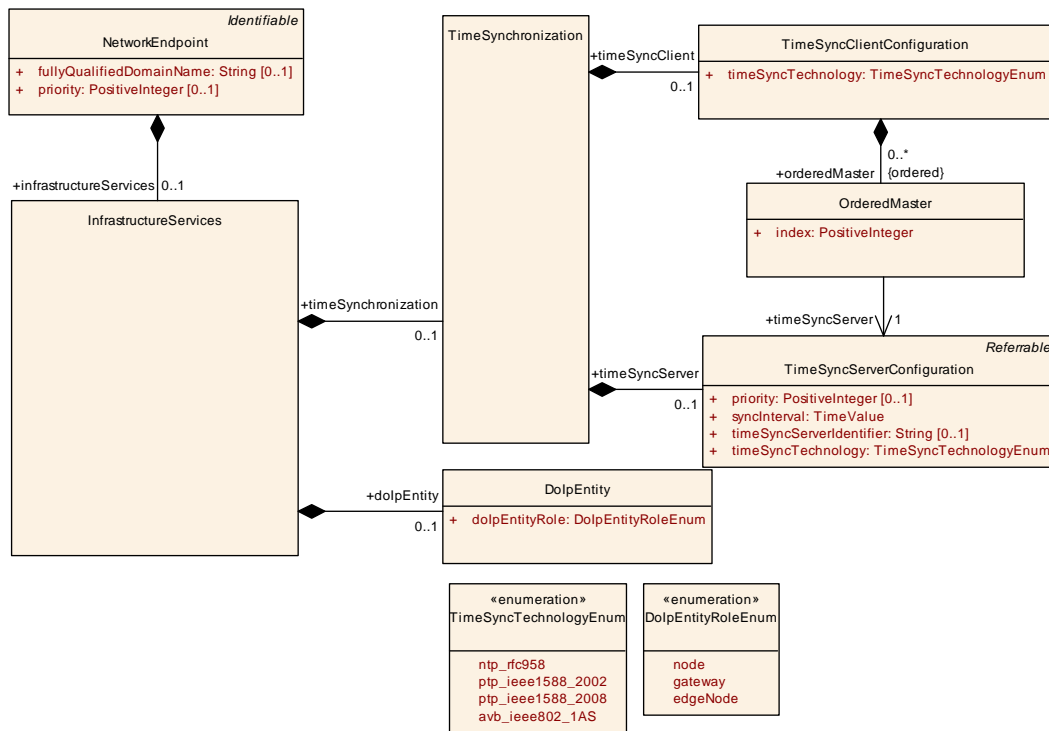 Identifiable
NetworkEndpoint
+ fullyQualifiedDomainName: String [0..1]
+ priority: PositiveInteger [0..1]
+infrastructureServices 0..1
InfrastructureServices
+timeSynchronization
0..1
TimeSynchronization
+timeSyncClient
0..1
TimeSyncClientConfiguration
+ timeSyncTechnology: TimeSyncTechnologyEnum
0..*
+orderedMaster {ordered}
OrderedMaster
+ index: PositiveInteger
+timeSyncServer 1
+timeSyncServer
0..1
Referrable
TimeSyncServerConfiguration
+ priority: PositiveInteger [0..1]
+ syncInterval: TimeValue
+ timeSyncServerIdentifier: String [0..1]
+ timeSyncTechnology: TimeSyncTechnologyEnum
+doIpEntity
0..1
DoIpEntity
+ doIpEntityRole: DoIpEntityRoleEnum
«enumeration»
TimeSyncTechnologyEnum
ntp_rfc958
ptp_ieee1588_2002
ptp_ieee1588_2008
avb_ieee802_1AS
«enumeration»
DoIpEntityRoleEnum
node
gateway
edgeNode